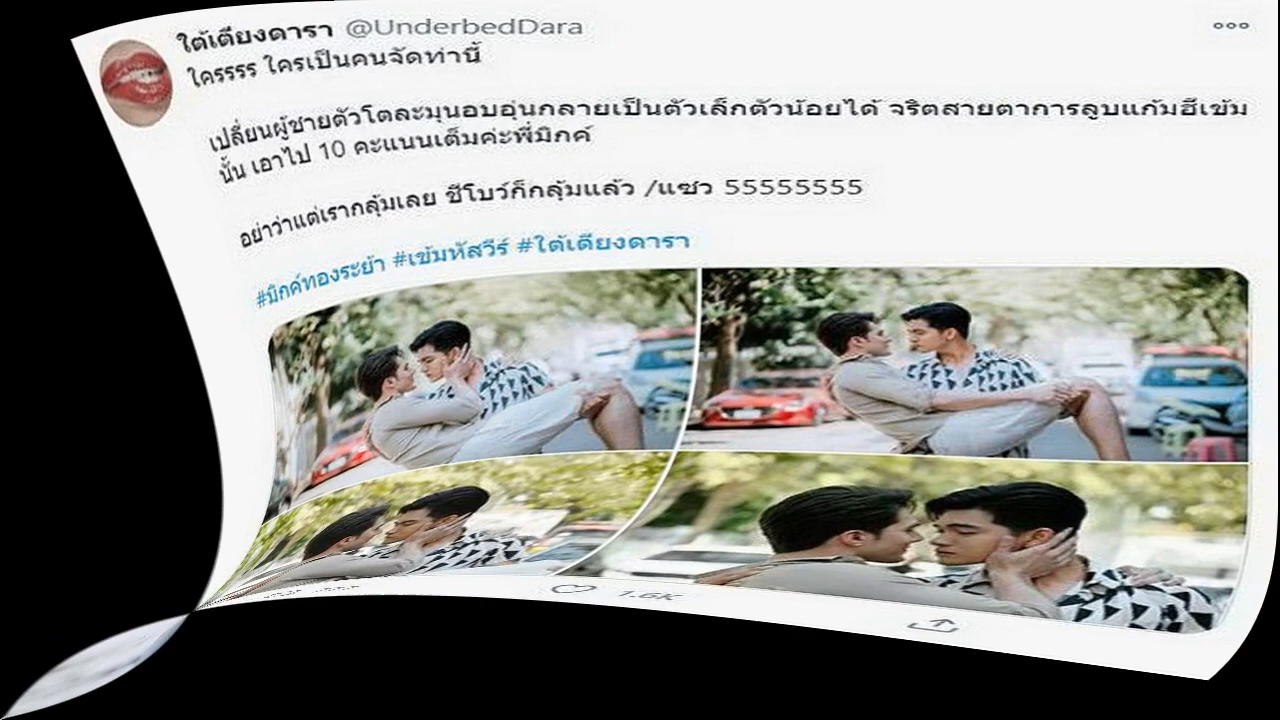 ใต้เตียงดารา @UnderbedDara
ใครรรร ใครเป็นคนจัดท่านี้
เปลี่ยนผู้ชายตัวโตละมุนอบอุ่นกลายเป็นตัวเล็กตัวน้อยได้ จริตสายตาการลูบแก้มฮีเข้ม
นั้น เอาไป 10 คะแนนเต็มค่ะพี่มิกค์
อย่าว่าแต่เรากลุ้มเลย ชีโบว์ก็กลุ้มแล้ว /แซว 55555555
#มิกค์ทองระย้า #เข้มหัสวีร์ #ใต้เตียงดารา
1.6K